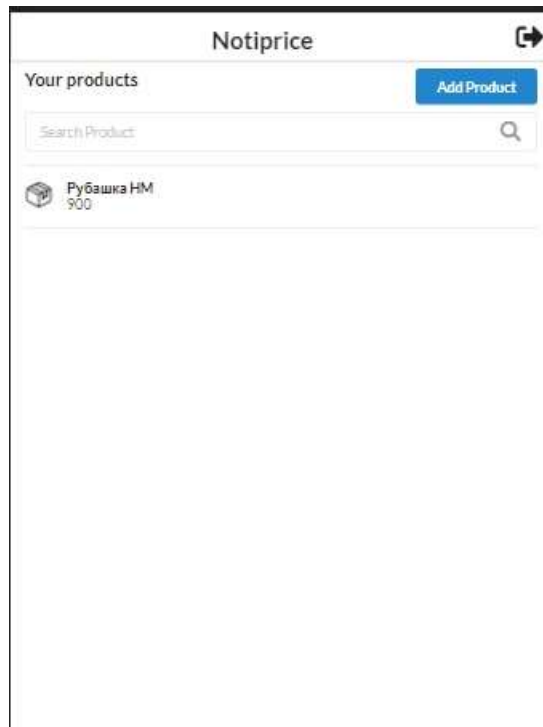 Notiprice
Your products
Add Product
Search Product
Рубашка HM
900